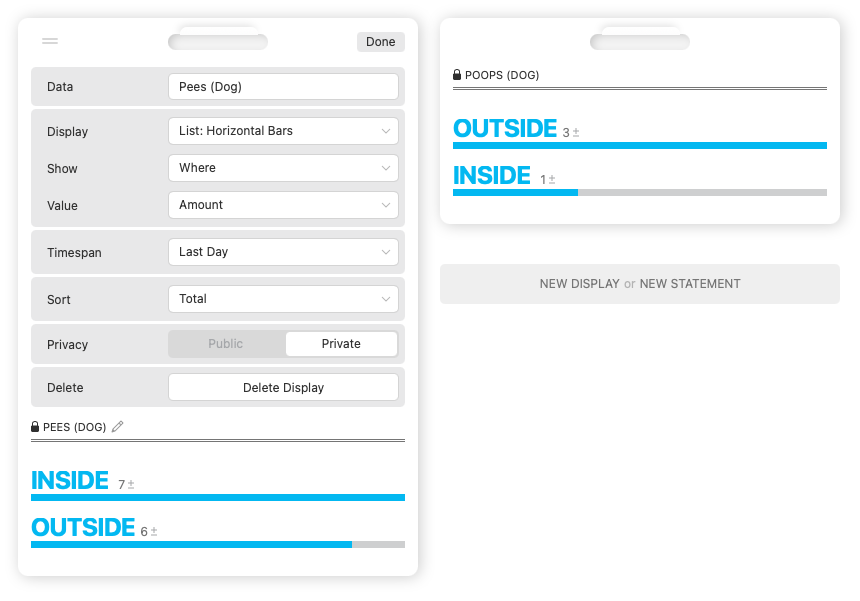 Done
Data
Pees (Dog)
Display
List: Horizontal Bars
Show
Where
Value
Amount
Timespan
Last Day
Sort
Total
Privacy
Public
Private
Delete
Delete Display
PEES (DOG)
INSIDE 7 ±
OUTSIDE 6 ±
POOPS (DOG)
OUTSIDE 3 ±
INSIDE 1 ±
NEW DISPLAY or NEW STATEMENT